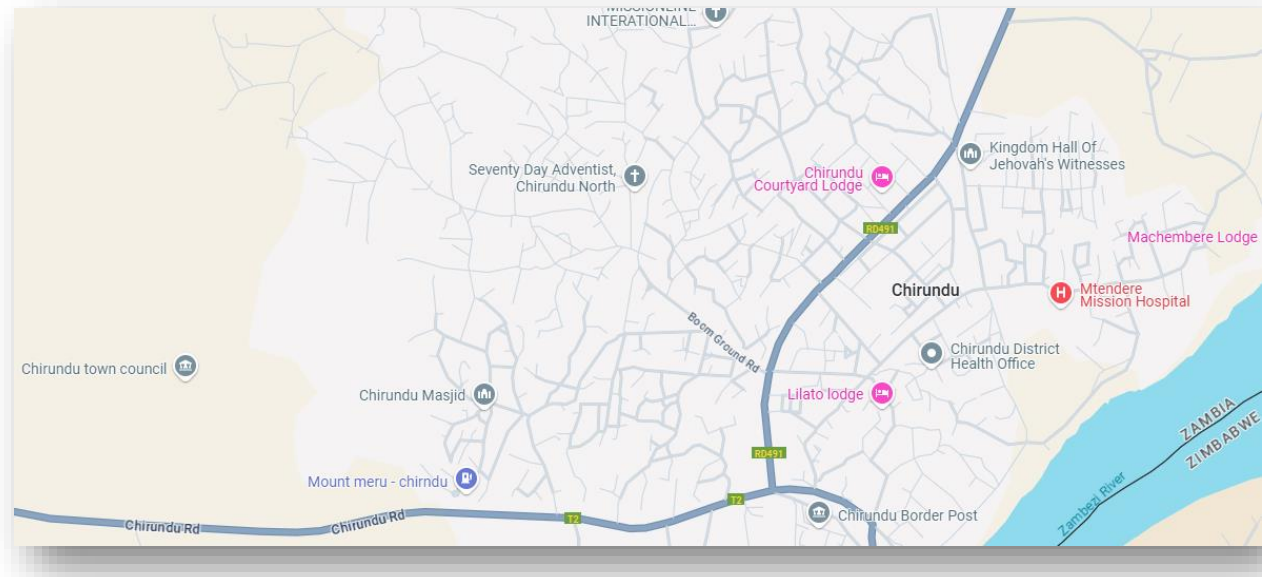 INTERATIONAL...
Kingdom Hall Of
Jehovah's Witnesses
Seventy Day Adventist,
Chirundu North
Chirundu
Courtyard Lodge
RD491
Machembere Lodge
Chirundu
Mtendere
Mission Hospital
H
Bocm Ground Rd
Chirundu District
Health Office
Chirundu town council
Chirundu Masjid
Lilato lodge
ZAMBIA
ZIMBABWE
RD491
Mount meru - chirndu
Zambezi River
T2
T2
Chirundu Border Post
Chirundu Rd
Chirundu Rd